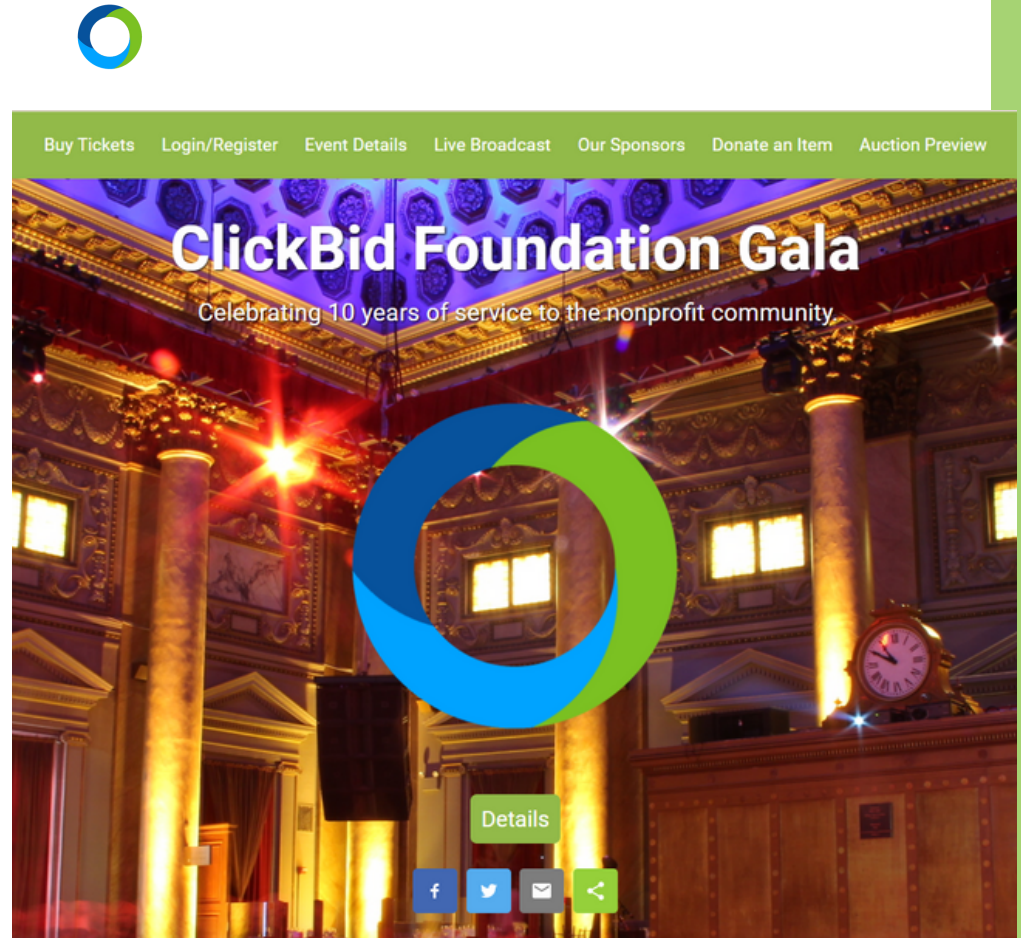 Buy Tickets Login/Register Event Details Live Broadcast Our Sponsors Donate an Item Auction Preview
ClickBid Foundation Gala
Celebrating 10 years of service to the nonprofit community.
Details